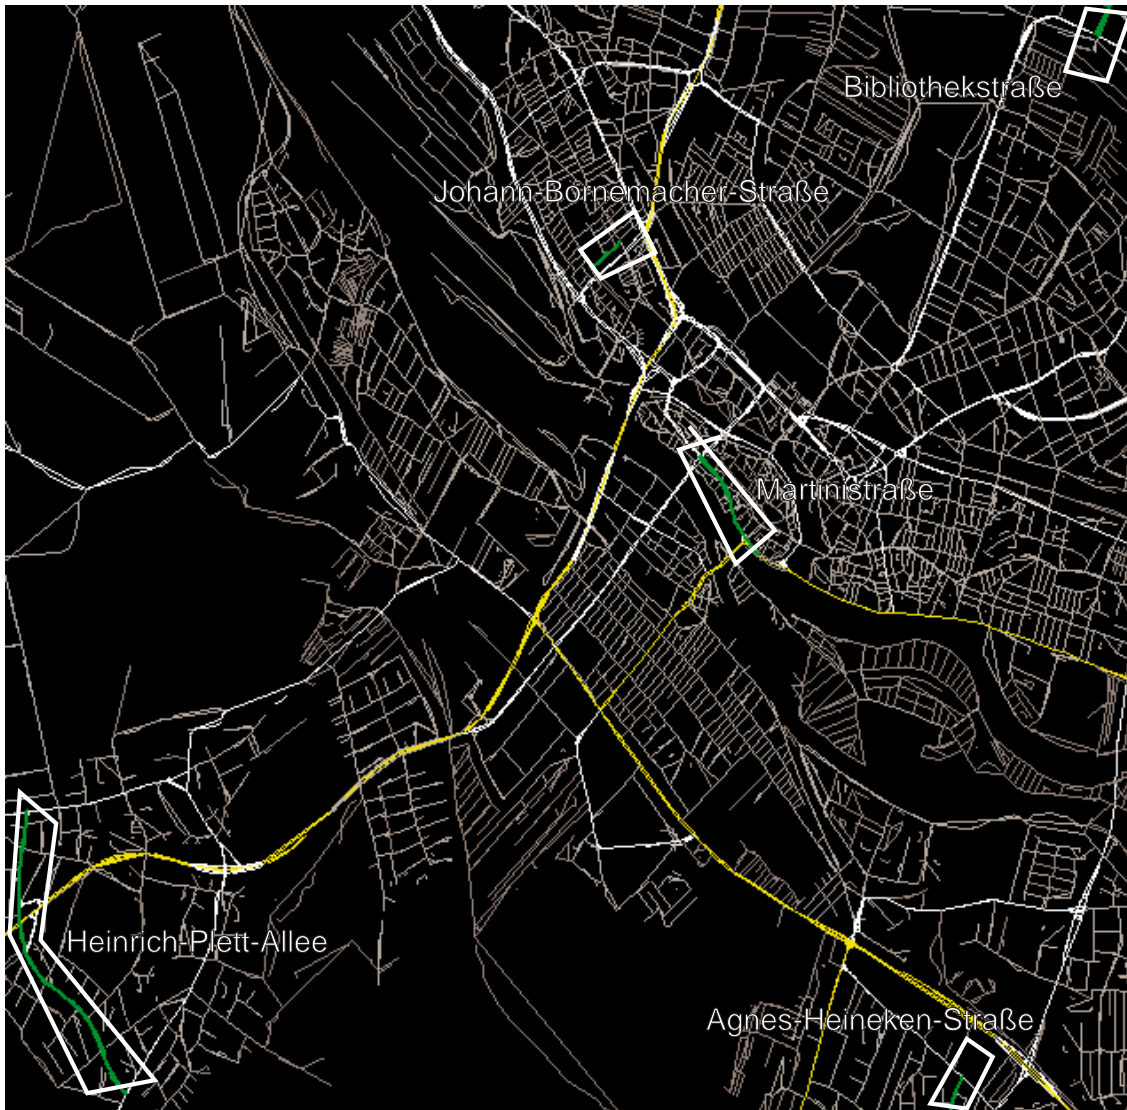 Bibliothekstraße
Johann-Bornemacher-Straße
Martinistraße
Heinrich-Plett-Allee
Agnes-Heineken-Straße